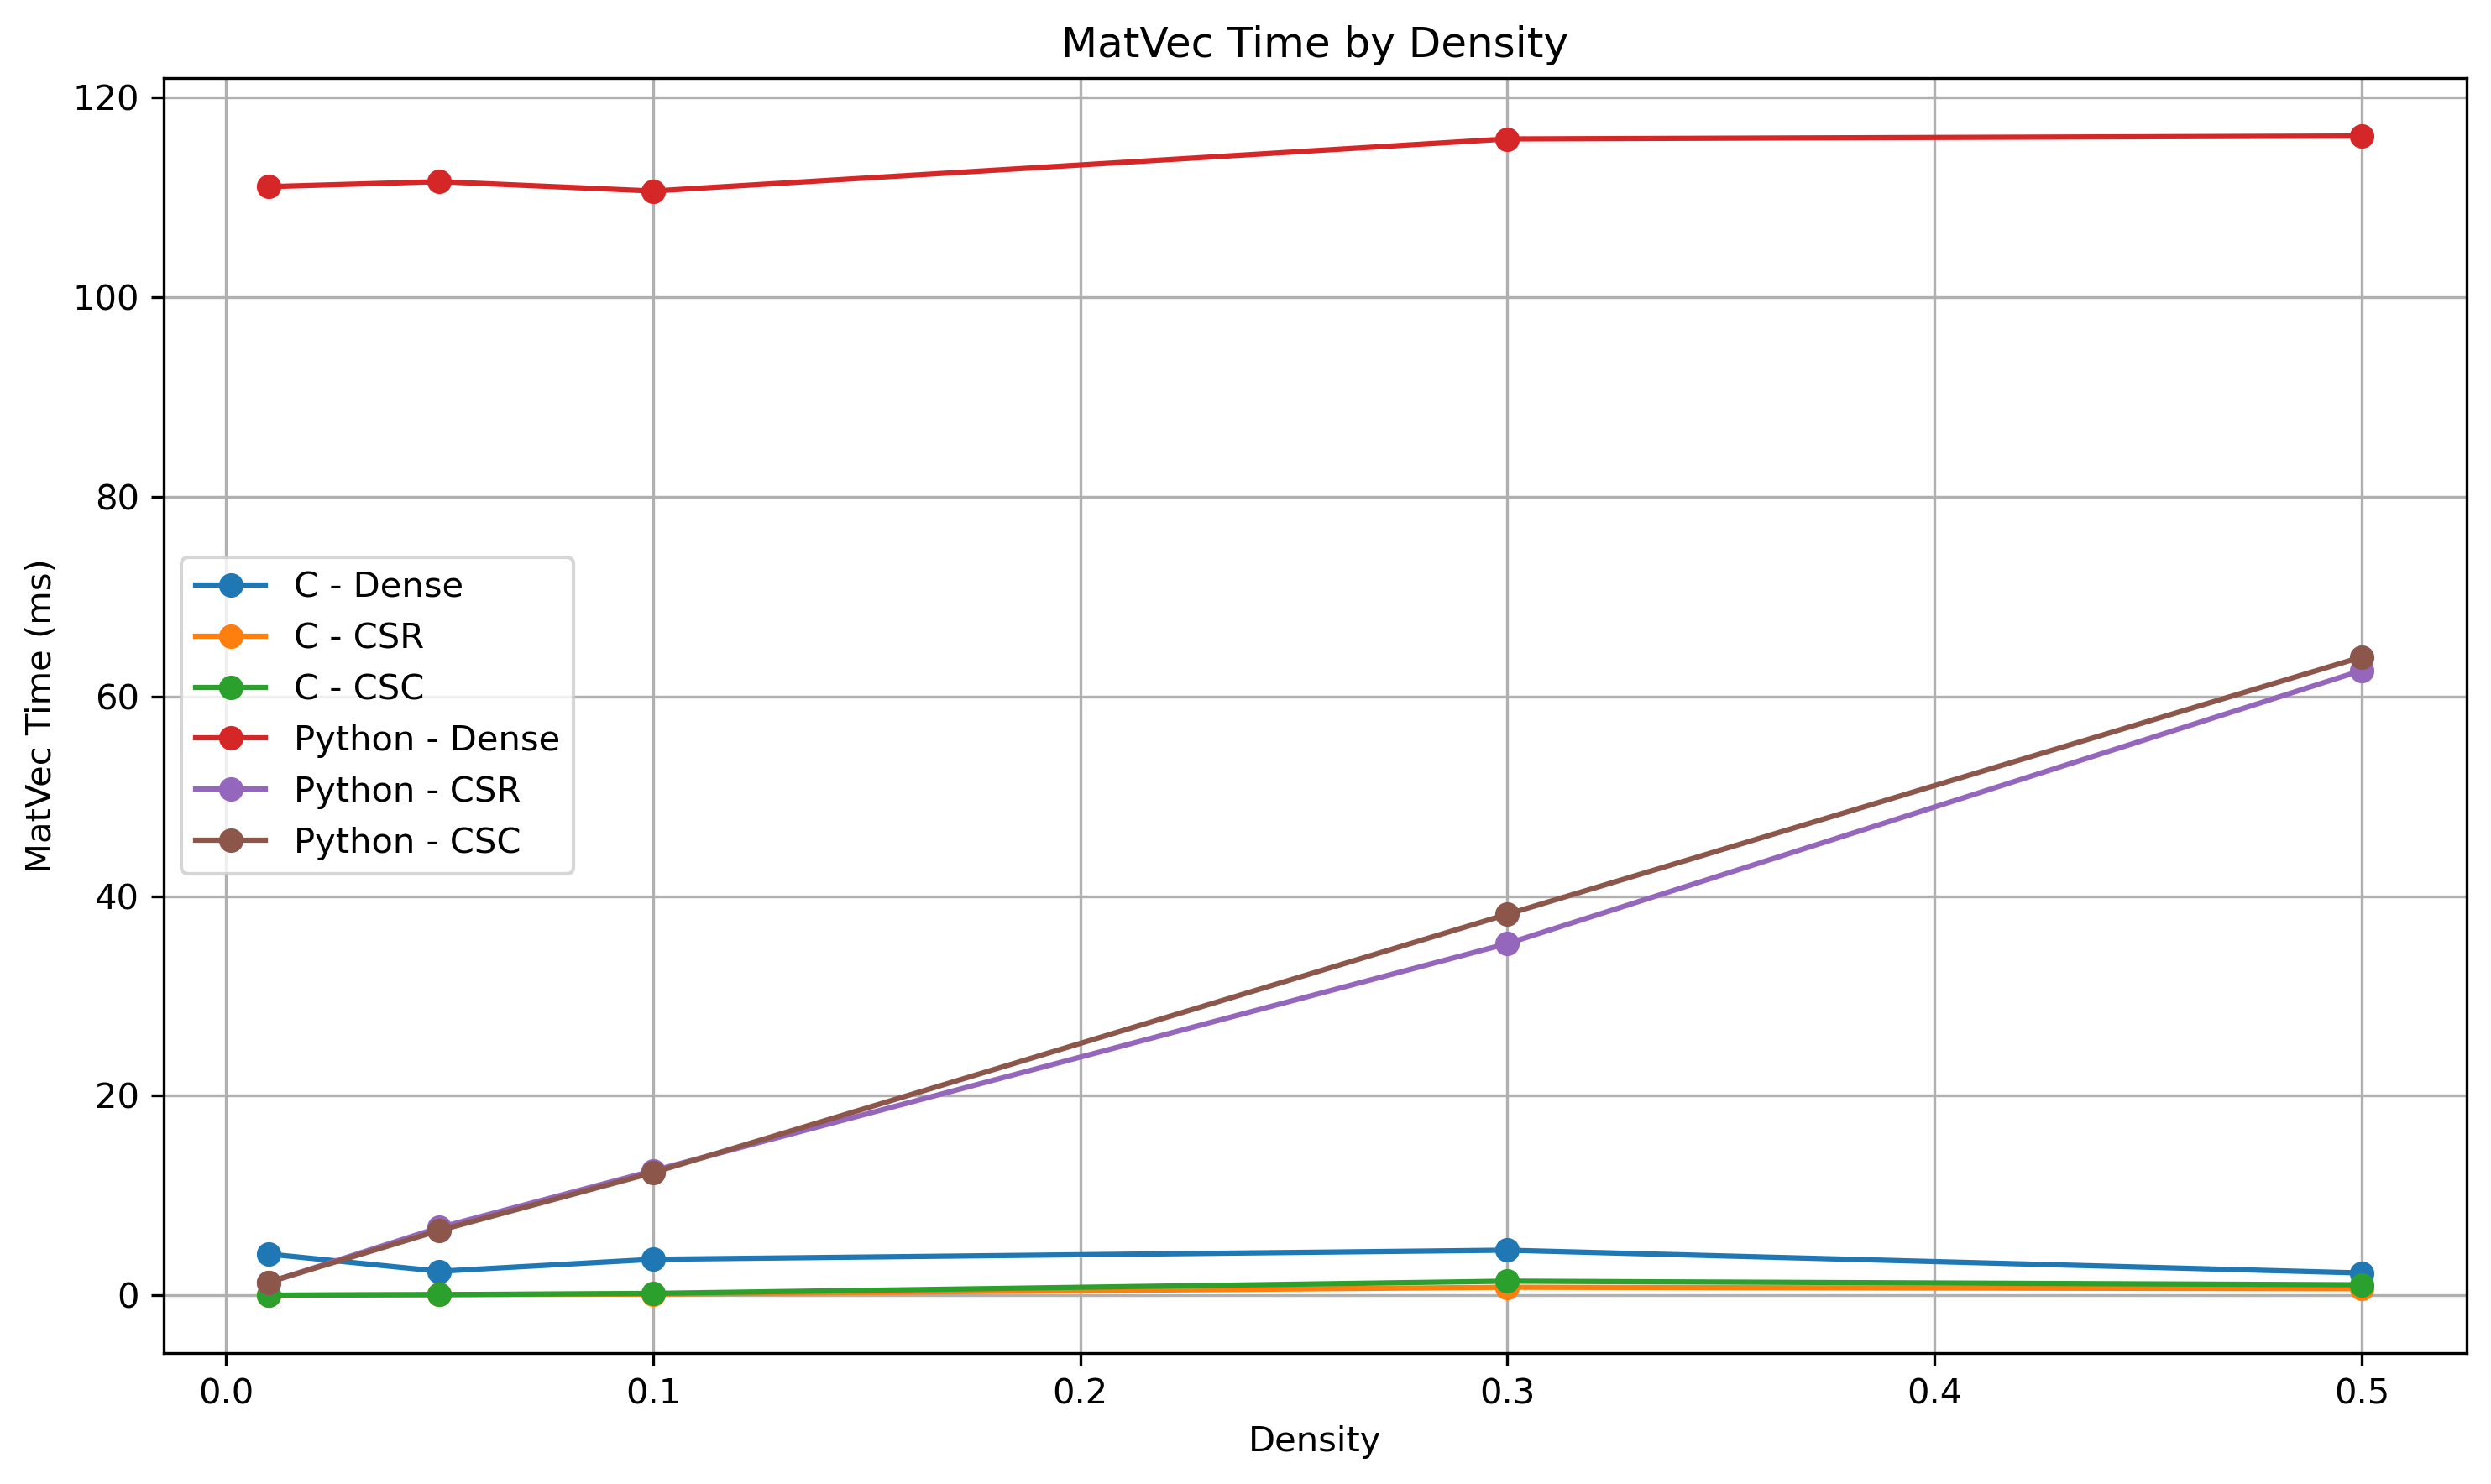 MatVec Time by Density
120
100
80
60
40
20
0
MatVec Time (ms)
C - Dense
C - CSR
C - CSC
Python - Dense
Python - CSR
Python - CSC
0.0 0.1 0.2 0.3 0.4 0.5
Density